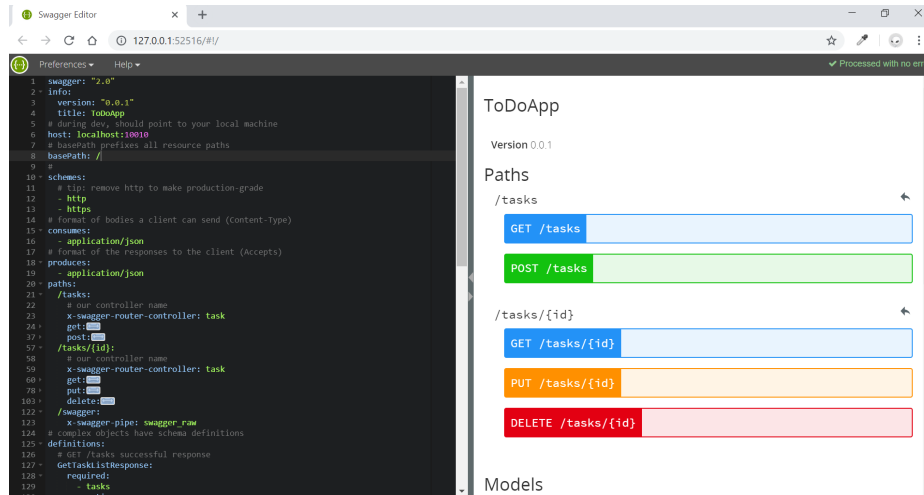 Swagger Editor
127.0.0.1:52516/#!/
Preferences
Help
Processed with no err
1 swagger: "2.0"
2 info:
3 version: "0.0.1"
4 title: ToDoApp
5 # during dev, should point to your local machine
6 host: localhost:10010
7 # basePath prefixes all resource paths
8 basePath: /
9 #
10 schemes:
11 # tip: remove http to make production-grade
12 - http
13 - https
14 # format of bodies a client can send (Content-Type)
15 consumes:
16 - application/json
17 # format of the responses to the client (Accepts)
18 produces:
19 - application/json
20 paths:
21 /tasks:
22 # our controller name
23 x-swagger-router-controller: task
24 get:
37 post:
57 /tasks/{id}:
58 # our controller name
59 x-swagger-router-controller: task
60 get:
78 put:
103 delete:
122 /swagger:
123 x-swagger-pipe: swagger_raw
124 # complex objects have schema definitions
125 definitions:
126 # GET /tasks successful response
127 GetTaskListResponse:
128 required:
129 - tasks
ToDoApp
Version 0.0.1
Paths
/tasks
GET /tasks
POST /tasks
/tasks/{id}
GET /tasks/{id}
PUT /tasks/{id}
DELETE /tasks/{id}
Models